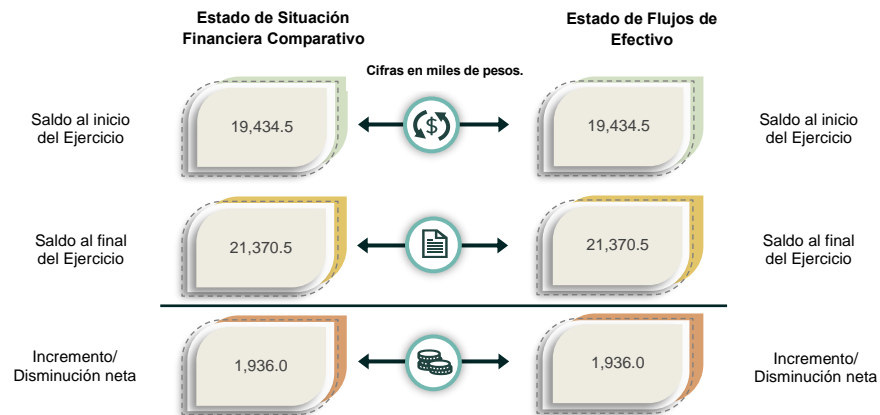 Estado de Situación
Financiera Comparativo
Estado de Flujos de
Efectivo
Cifras en miles de pesos.
Saldo al inicio
del Ejercicio
19,434.5
$
19,434.5
Saldo al inicio
del Ejercicio
Saldo al final
del Ejercicio
21,370.5
21,370.5
Saldo al final
del Ejercicio
Incremento/
Disminución neta
1,936.0
1,936.0
Incremento/
Disminución neta